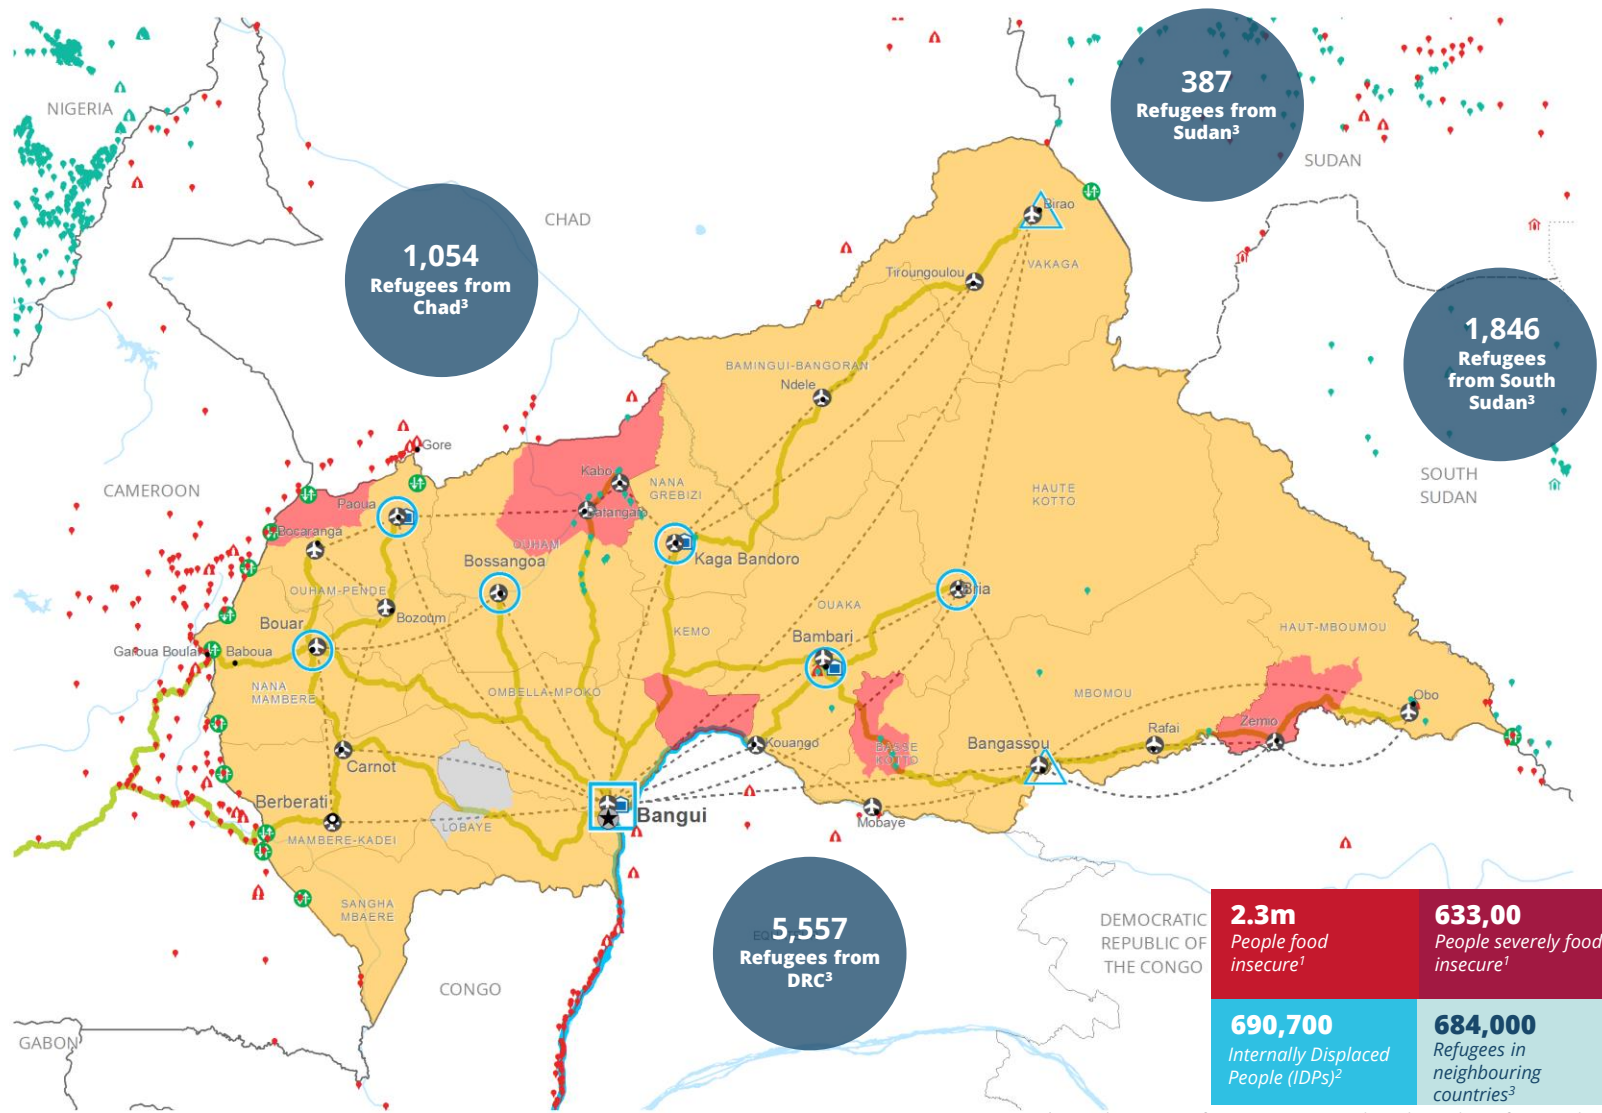 NIGERIA
387
Refugees from
Sudan³
SUDAN
CHAD
1,054
Refugees from
Chad³
Birao
VAKAGA
Tiroungoulou
1,846
Refugees
from South
Sudan³
BAMINGUI-BANGORAN
Ndele
Gore
CAMEROON
Kabo
NANA
GREBIZI
HAUTE
KOTTO
SOUTH
SUDAN
Paoua
Batangafo
Bocaranga
OUHAM
Kaga Bandoro
Bossangoa
OUHAM-PENDE
Bria
OUAKA
Bozoum
Bouar
KEMO
Bambari
HAUT-MBOUMOU
Garoua Boulai
Baboua
NANA
MAMBERE
OMBELLA-MPOKO
MBOMOU
Obo
Zemio
Rafai
Kouango
BASSE
KOTTO
Bangassou
Carnot
Berberati
Bangui
LOBAYE
Mobaye
MAMBERE-KADEI
SANGHA
MBAERE
5,557
Refugees from
DRC³
DEMOCRATIC
REPUBLIC OF
THE CONGO
CONGO
GABON
2.3m
People food
insecure¹
633,00
People severely food
insecure¹
690,700
Internally Displaced
People (IDPs)²
684,000
Refugees in
neighbouring
countries³